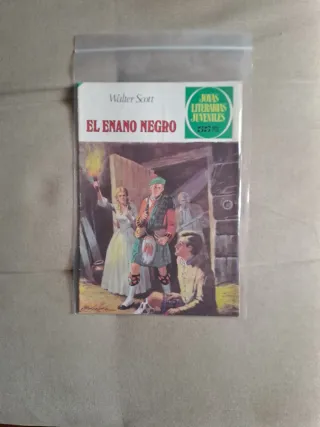 Walter Scott
EL ENANO NEGRO
JOYAS
LITERARIAS
JUVENILES